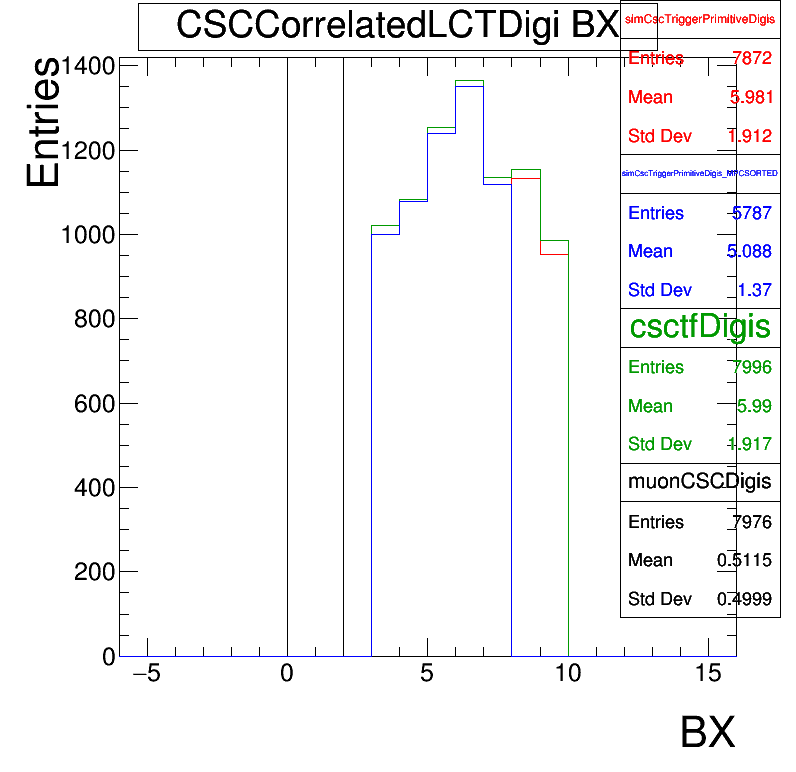 CSCCorrelatedLCTDigi BX
Entries
1400
1200
1000
800
600
400
200
0
−5 0 5 10 15
BX
simCscTriggerPrimitiveDigis
Entries 7872
Mean 5.981
Std Dev 1.912
simCscTriggerPrimitiveDigis_MPCSORTED
Entries 5787
Mean 5.088
Std Dev 1.37
csctfDigis
Entries 7996
Mean 5.99
Std Dev 1.917
muonCSCDigis
Entries 7976
Mean 0.5115
Std Dev 0.4999